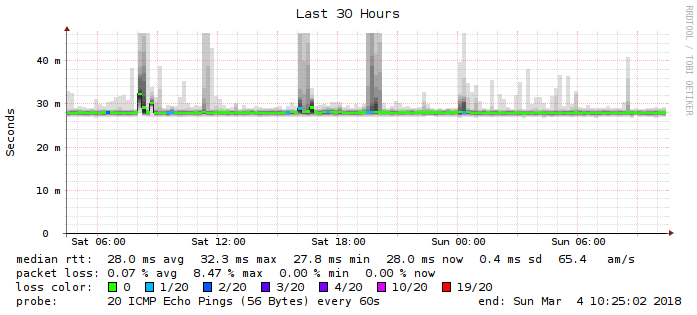 Last 30 Hours
RRDTOOL / TOBI OETIKER
Seconds
40 m
30 m
20 m
10 m
0
Sat 06:00 Sat 12:00 Sat 18:00 Sun 00:00 Sun 06:00
median rtt: 28.0 ms avg 32.3 ms max 27.8 ms min 28.0 ms now 0.4 ms sd 65.4 am/s
packet loss: 0.07 % avg 8.47 % max 0.00 % min 0.00 % now
loss color: 0 1/20 2/20 3/20 4/20 10/20 19/20
probe: 20 ICMP Echo Pings (56 Bytes) every 60s end: Sun Mar 4 10:25:02 2018